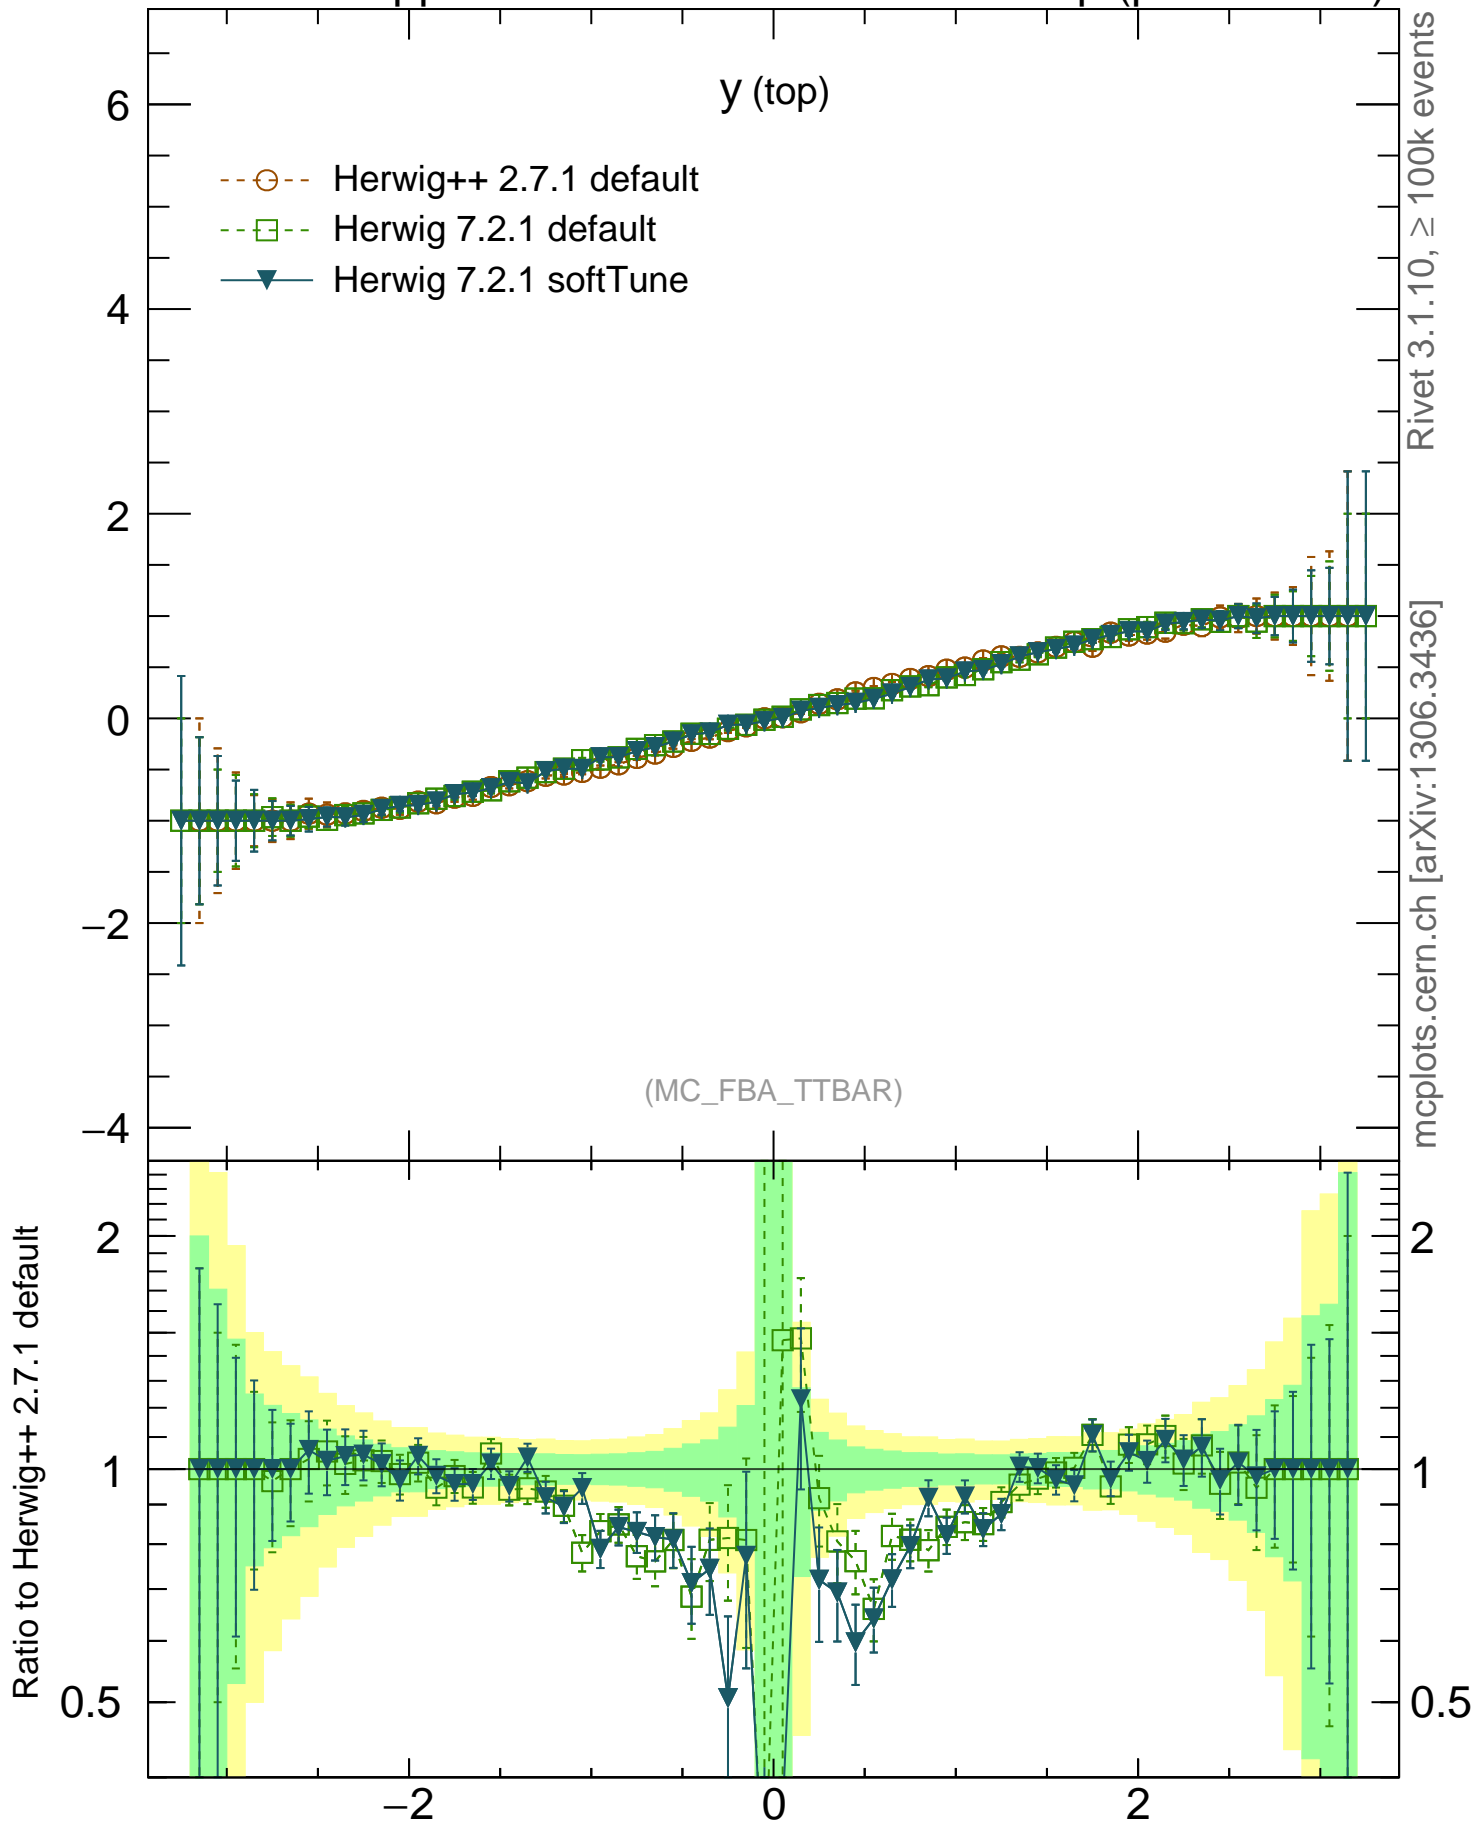 y (top)
Herwig++ 2.7.1 default
Herwig 7.2.1 default
Herwig 7.2.1 softTune
6
4
2
0
−2
−4
(MC_FBA_TTBAR)
Rivet 3.1.10, ≥ 100k events
mcplots.cern.ch [arXiv:1306.3436]
Ratio to Herwig++ 2.7.1 default
2
1
0.5
2
1
0.5
−2
0
2